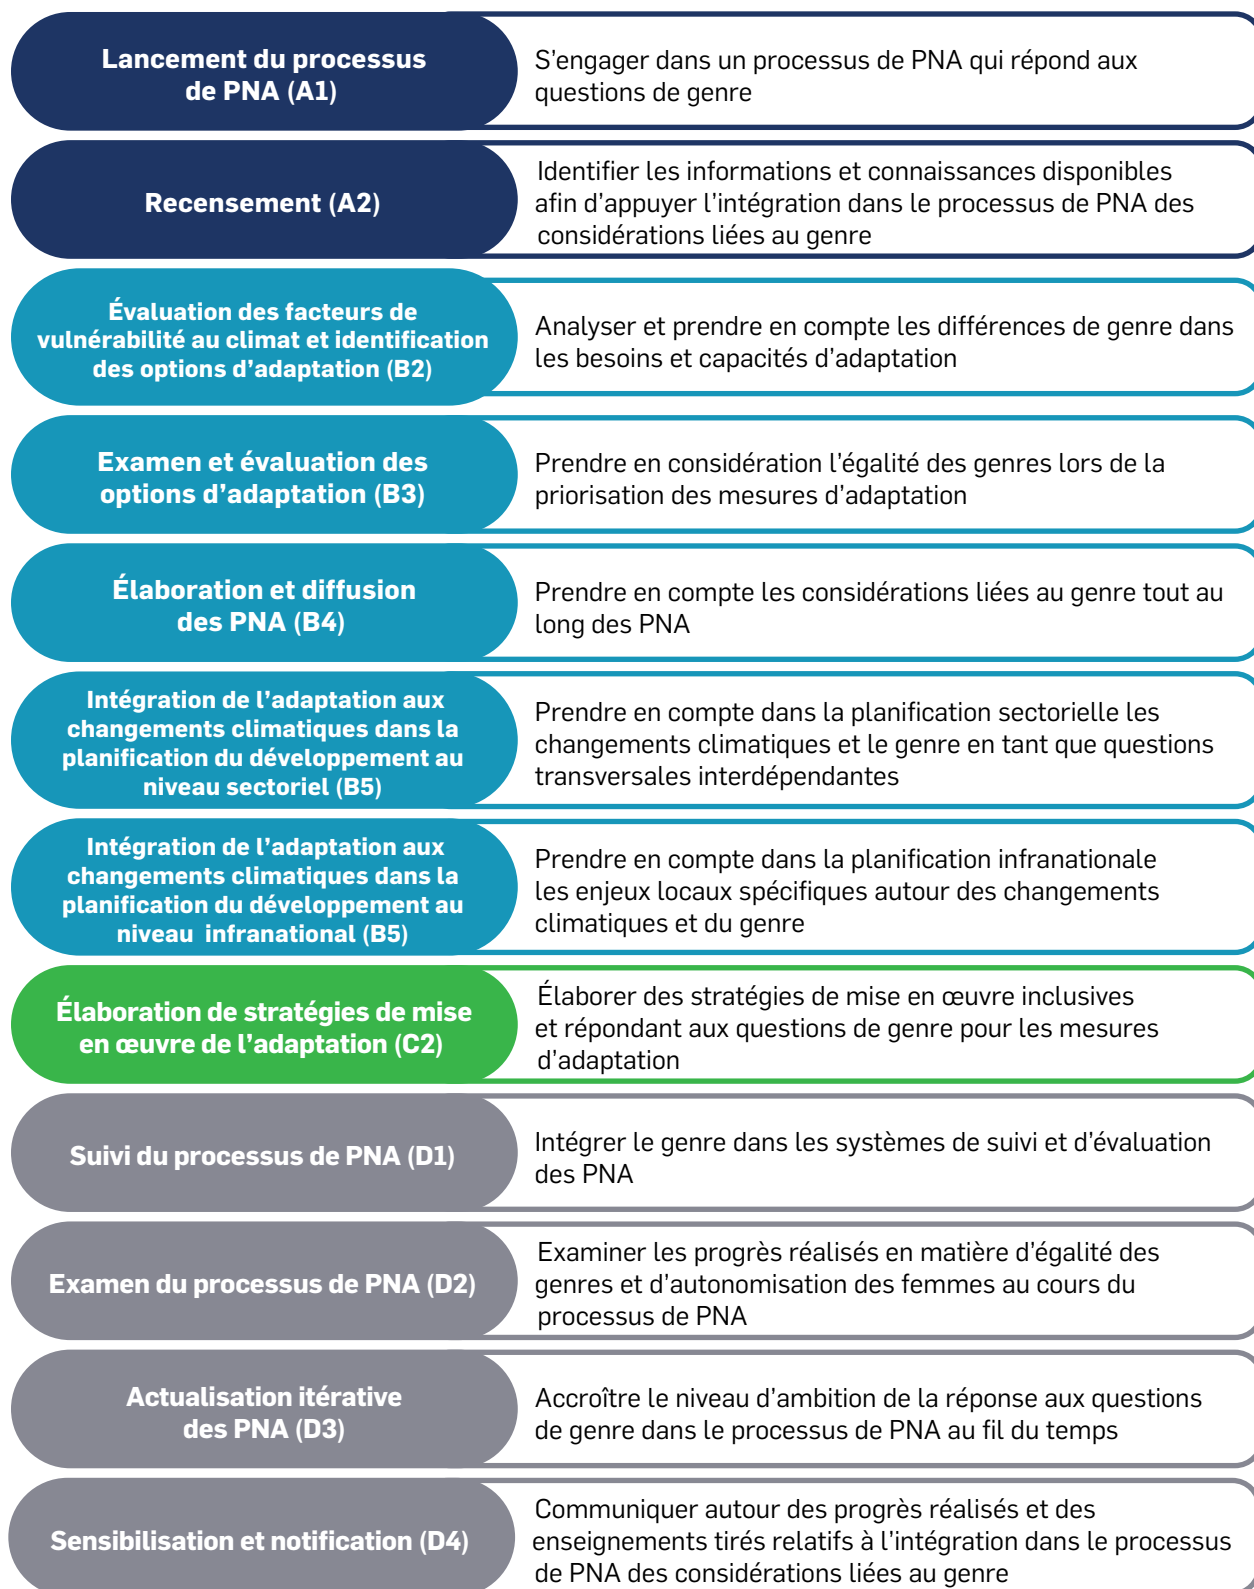 Lancement du processus
de PNA (A1)
S'engager dans un processus de PNA qui répond aux
questions de genre
Recensement (A2)
Identifier les informations et connaissances disponibles
afin d'appuyer l'intégration dans le processus de PNA des
considérations liées au genre
Évaluation des facteurs de
vulnérabilité au climat et identification
des options d'adaptation (B2)
Analyser et prendre en compte les différences de genre dans
les besoins et capacités d'adaptation
Examen et évaluation des
options d'adaptation (B3)
Prendre en considération l'égalité des genres lors de la
priorisation des mesures d'adaptation
Élaboration et diffusion
des PNA (B4)
Prendre en compte les considérations liées au genre tout au
long des PNA
Intégration de l'adaptation aux
changements climatiques dans la
planification du développement au
niveau sectoriel (B5)
Prendre en compte dans la planification sectorielle les
changements climatiques et le genre en tant que questions
transversales interdépendantes
Intégration de l'adaptation aux
changements climatiques dans la
planification du développement au
niveau infranational (B5)
Prendre en compte dans la planification infranationale
les enjeux locaux spécifiques autour des changements
climatiques et du genre
Élaboration de stratégies de mise
en œuvre de l'adaptation (C2)
Élaborer des stratégies de mise en œuvre inclusives
et répondant aux questions de genre pour les mesures
d'adaptation
Suivi du processus de PNA (D1)
Intégrer le genre dans les systèmes de suivi et d'évaluation
des PNA
Examen du processus de PNA (D2)
Examiner les progrès réalisés en matière d'égalité des
genres et d'autonomisation des femmes au cours du
processus de PNA
Actualisation itérative
des PNA (D3)
Accroître le niveau d'ambition de la réponse aux questions
de genre dans le processus de PNA au fil du temps
Sensibilisation et notification (D4)
Communiquer autour des progrès réalisés et des
enseignements tirés relatifs à l'intégration dans le processus
de PNA des considérations liées au genre